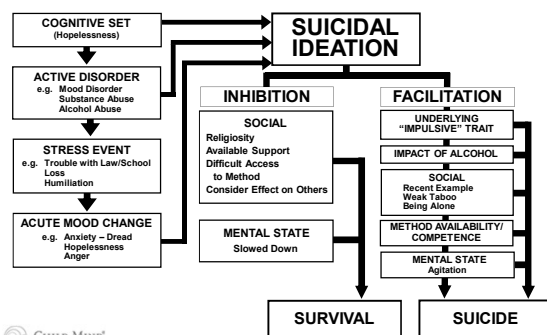 COGNITIVE SET
(Hopelessness)
ACTIVE DISORDER
e.g. Mood Disorder
Substance Abuse
Alcohol Abuse
STRESS EVENT
e.g. Trouble with Law/School
Loss
Humiliation
ACUTE MOOD CHANGE
e.g. Anxiety – Dread
Hopelessness
Anger
SUICIDAL
IDEATION
INHIBITION
SOCIAL
Religiosity
Available Support
Difficult Access
to Method
Consider Effect on Others
MENTAL STATE
Slowed Down
SURVIVAL
FACILITATION
UNDERLYING
"IMPULSIVE" TRAIT
IMPACT OF ALCOHOL
SOCIAL
Recent Example
Weak Taboo
Being Alone
METHOD AVAILABILITY/
COMPETENCE
MENTAL STATE
Agitation
SUICIDE